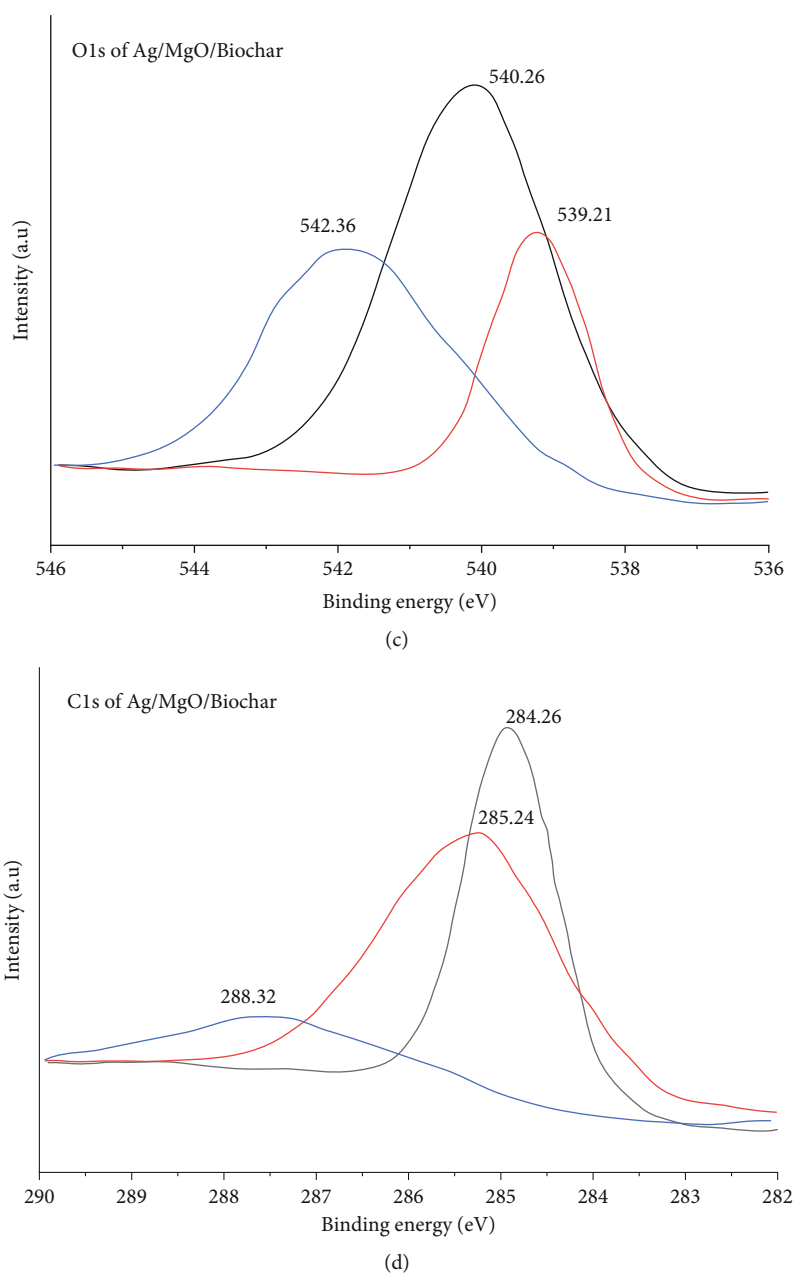 O1s of Ag/MgO/Biochar
540.26
542.36
539.21
Intensity (a.u)
546 544 542 540 538 536
Binding energy (eV)
(c)
C1s of Ag/MgO/Biochar
284.26
285.24
288.32
Intensity (a.u)
290 289 288 287 286 285 284 283 282
Binding energy (eV)
(d)